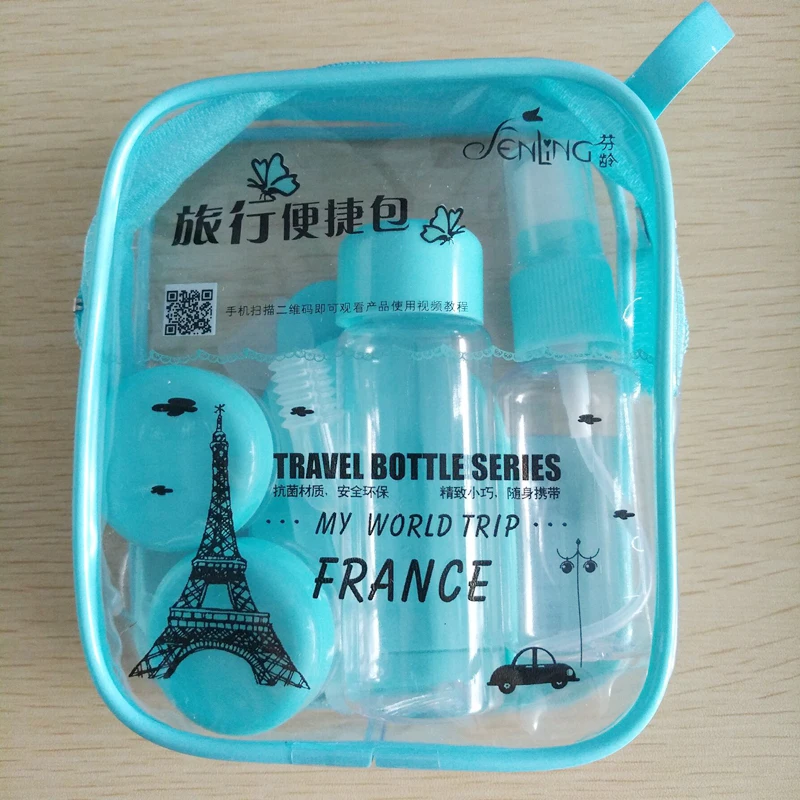 SENLING 芬龄
旅行便捷包
手机扫描二维码即可观看产品使用视频教程
TRAVEL BOTTLE SERIES
抗菌材质，安全环保 精致小巧，随身携带
··· MY WORLD TRIP ···
FRANCE